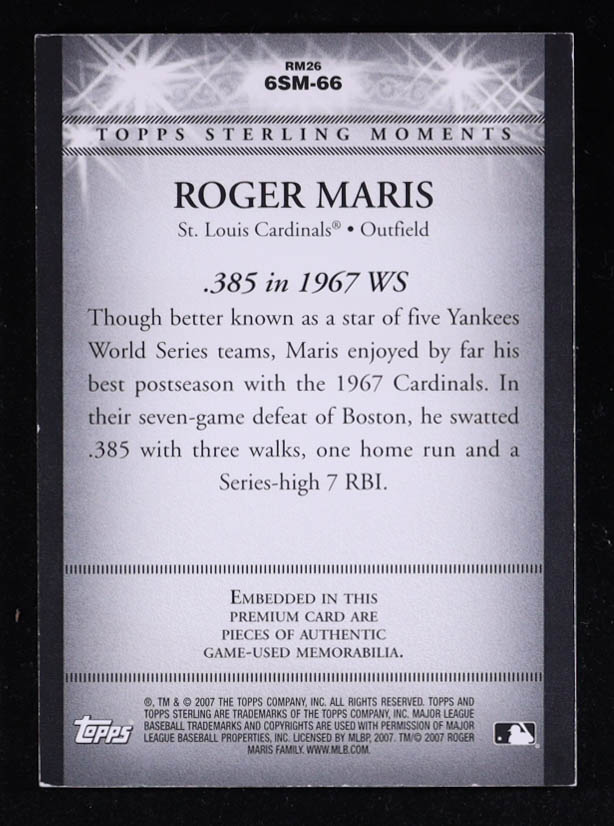 RM26
6SM-66
TOPPS STERLING MOMENTS
ROGER MARIS
St. Louis Cardinals® • Outfield
.385 in 1967 WS
Though better known as a star of five Yankees
World Series teams, Maris enjoyed by far his
best postseason with the 1967 Cardinals. In
their seven-game defeat of Boston, he swatted
.385 with three walks, one home run and a
Series-high 7 RBI.
EMBEDDED IN THIS
PREMIUM CARD ARE
PIECES OF AUTHENTIC
GAME-USED MEMORABILIA.
®, TM & © 2007 THE TOPPS COMPANY, INC. ALL RIGHTS RESERVED. TOPPS AND
TOPPS STERLING ARE TRADEMARKS OF THE TOPPS COMPANY, INC. MAJOR LEAGUE
BASEBALL TRADEMARKS AND COPYRIGHTS ARE USED WITH PERMISSION OF MAJOR
LEAGUE BASEBALL PROPERTIES, INC. LICENSED BY MLBP, 2007. TM/© 2007 ROGER
MARIS FAMILY. WWW.MLB.COM.
Topps